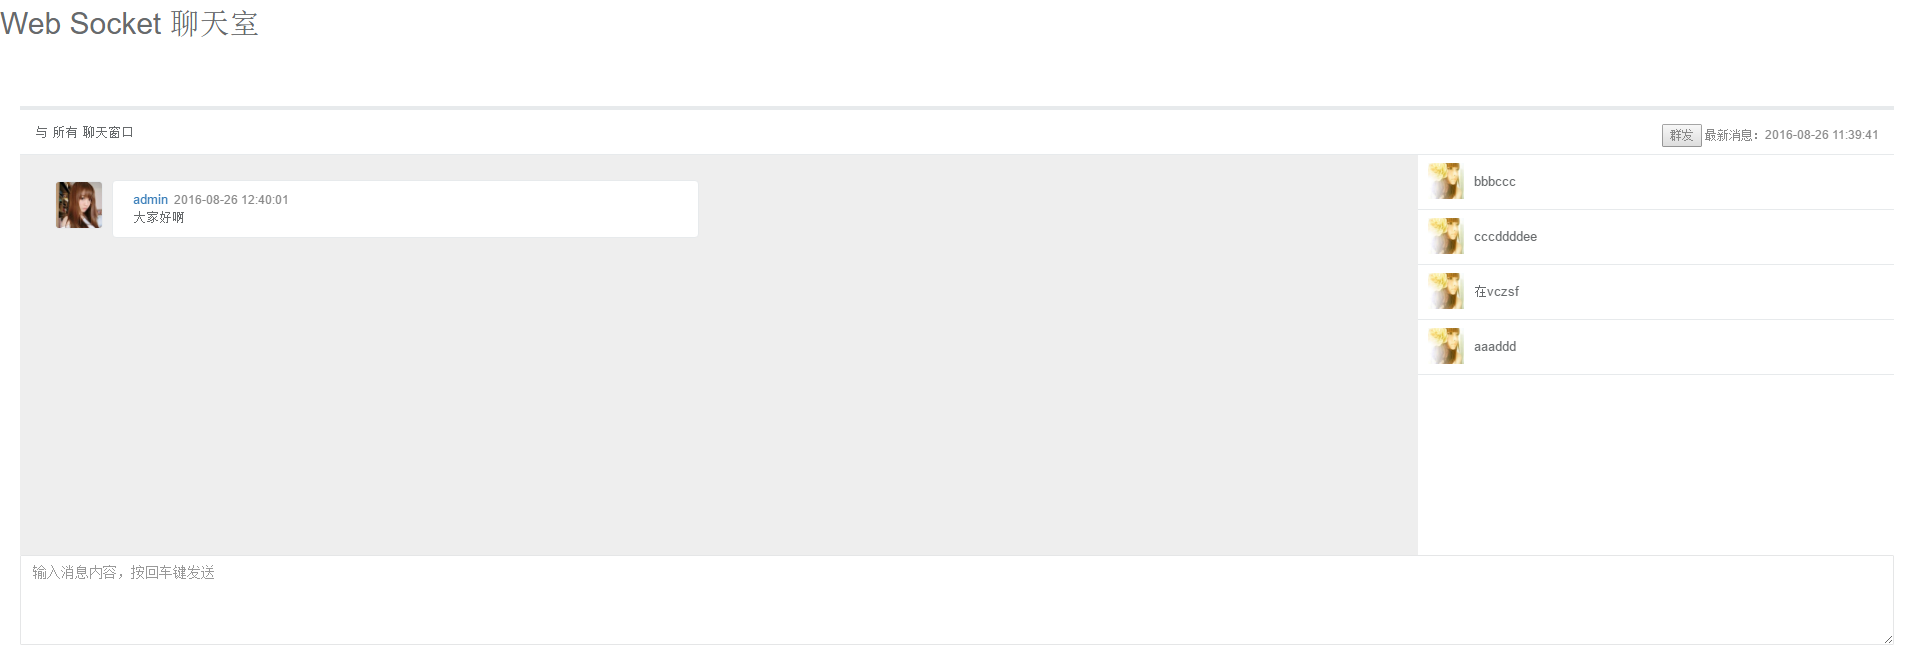 Web Socket 聊天室
与 所有 聊天窗口
群发 最新消息：2016-08-26 11:39:41
admin 2016-08-26 12:40:01
大家好啊
bbbccc
cccddddee
在vczsf
aaaddd
输入消息内容，按回车键发送